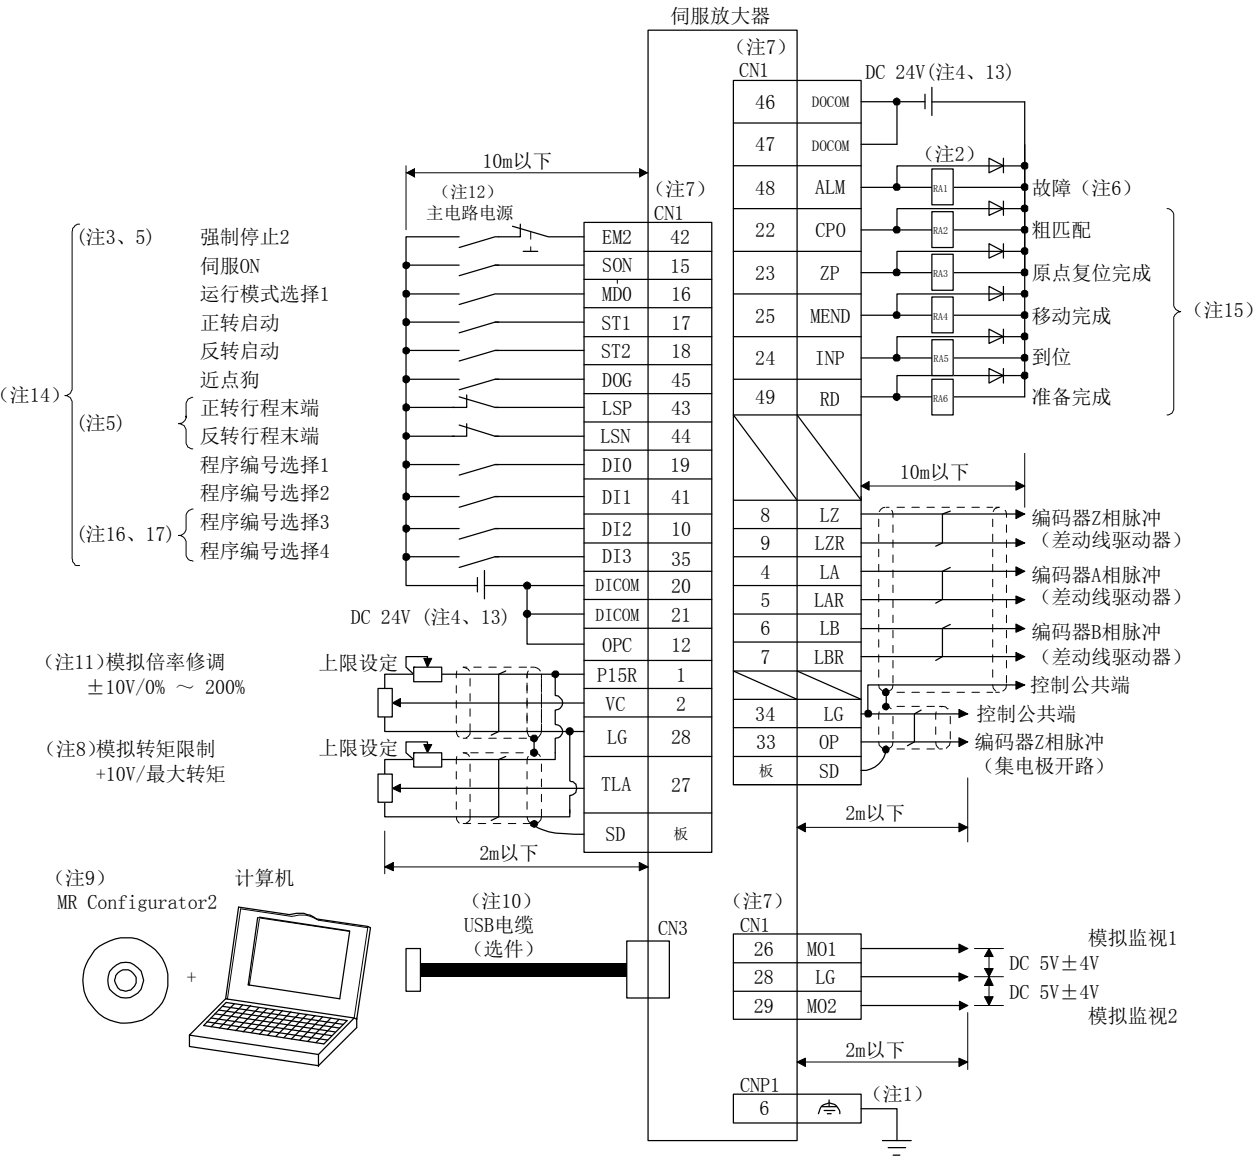 伺服放大器
(注7)
CN1
DC 24V(注4、13)
46 DOCOM
47 DOCOM
(注2)
48 ALM RA1 故障(注6)
22 CPO RA2 粗匹配
23 ZP RA3 原点复位完成
25 MEND RA4 移动完成
24 INP RA5 到位
49 RD RA6 准备完成
(注15)
10m以下
8 LZ 编码器Z相脉冲
9 LZR (差动线驱动器)
4 LA 编码器A相脉冲
5 LAR (差动线驱动器)
6 LB 编码器B相脉冲
7 LBR (差动线驱动器)
控制公共端
34 LG 控制公共端
33 OP 编码器Z相脉冲
(集电极开路)
板 SD
2m以下
10m以下
(注12)
主电路电源
(注7)
CN1
(注14)
(注3、5) 强制停止2 EM2 42
伺服ON SON 15
运行模式选择1 MD0 16
正转启动 ST1 17
反转启动 ST2 18
近点狗 DOG 45
(注5)
正转行程末端 LSP 43
反转行程末端 LSN 44
程序编号选择1 DI0 19
程序编号选择2 DI1 41
(注16、17)
程序编号选择3 DI2 10
程序编号选择4 DI3 35
DICOM 20
DC 24V (注4、13) DICOM 21
OPC 12
(注11)模拟倍率修调 上限设定 P15R 1
±10V/0% ～ 200% VC 2
LG 28
(注8)模拟转矩限制 上限设定
+10V/最大转矩 TLA 27
SD 板
2m以下
(注9)
MR Configurator2
+
计算机
(注10)
USB电缆
(选件)
CN3
(注7)
CN1
26 MO1 模拟监视1
DC 5V±4V
28 LG
DC 5V±4V
29 MO2 模拟监视2
2m以下
CNP1
6 (注1)